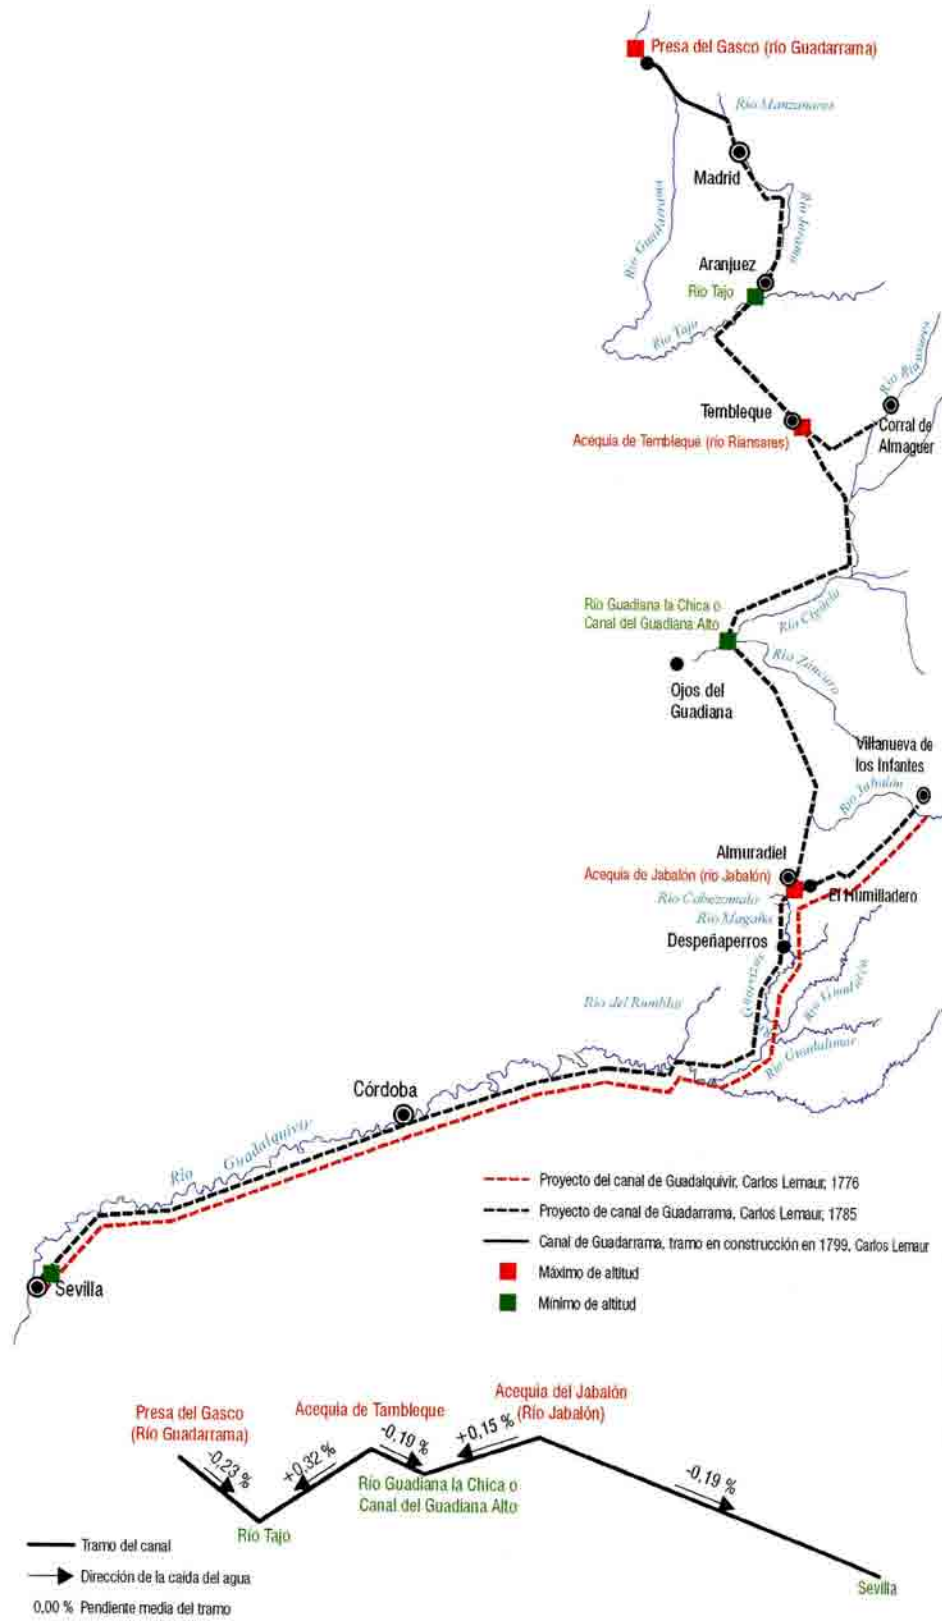 Presa del Gasco (río Guadarrama)
Río Manzanares
Madrid
Río Guadarrama
Río Jarama
Aranjuez
Río Tajo
Río Tajo
Río Riansares
Tembleque
Corral de
Almaguer
Acequia de Tembleque (río Riansares)
Río Guadiana la Chica o
Canal del Guadiana Alto
Río Cigüela
Río Záncara
Ojos del
Guadiana
Villanueva de
los Infantes
Río Jabalón
Almuradiel
Acequia de Jabalón (río Jabalón)
El Humilladero
Río Cabezomalo
Río Magaña
Despeñaperros
Río Guadalén
Río del Rumblar
Río Guadalimar
Córdoba
Río Guadalquivir
Sevilla
Proyecto del canal de Guadalquivir, Carlos Lemaur, 1776
Proyecto de canal de Guadarrama, Carlos Lemaur, 1785
Canal de Guadarrama, tramo en construcción en 1799, Carlos Lemaur
Máximo de altitud
Mínimo de altitud
Presa del Gasco
(Río Guadarrama)
Acequia de Tambleque
Acequia del Jabalón
(Río Jabalón)
-0,23 %
+0,32 %
-0,19 %
+0,15 %
-0,19 %
Río Tajo
Río Guadiana la Chica o
Canal del Guadiana Alto
Sevilla
Tramo del canal
Dirección de la caída del agua
0,00 % Pendiente media del tramo